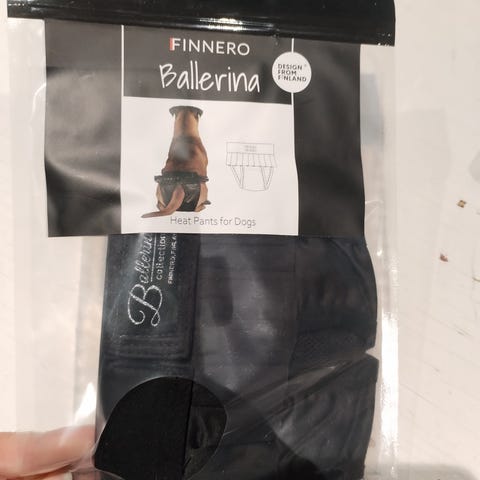 FINNERO
Ballerina
DESIGN
FROM
FINLAND
Heat Pants for Dogs
Ballerina
collection